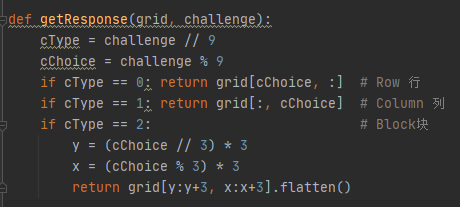 def getResponse(grid, challenge):
    cType = challenge // 9
    cChoice = challenge % 9
    if cType == 0: return grid[cChoice, :]  # Row 行
    if cType == 1: return grid[:, cChoice]  # Column 列
    if cType == 2:                          # Block块
        y = (cChoice // 3) * 3
        x = (cChoice % 3) * 3
        return grid[y:y+3, x:x+3].flatten()